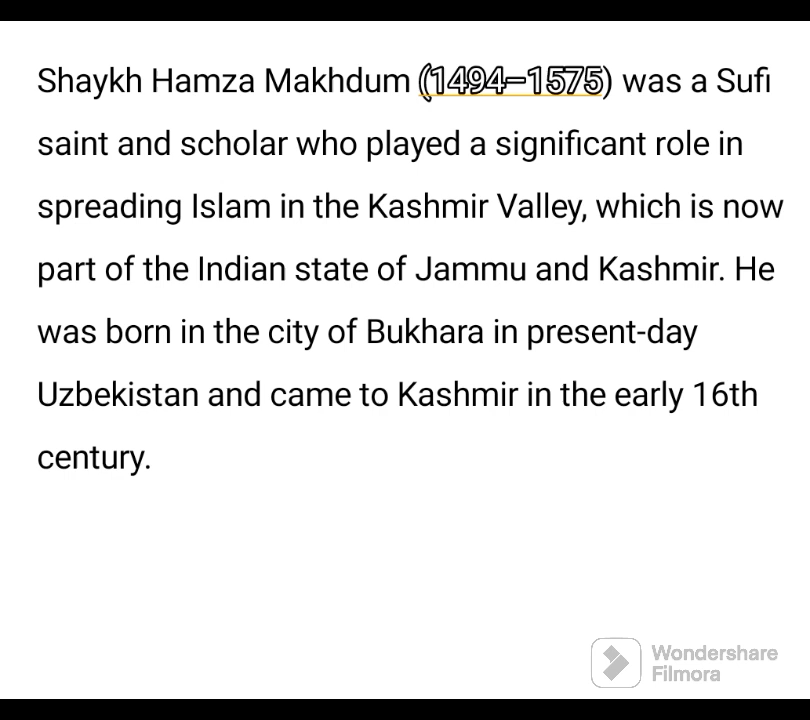 Shaykh Hamza Makhdum (1494–1575) was a Sufi
saint and scholar who played a significant role in
spreading Islam in the Kashmir Valley, which is now
part of the Indian state of Jammu and Kashmir. He
was born in the city of Bukhara in present-day
Uzbekistan and came to Kashmir in the early 16th
century.
Wondershare
Filmora